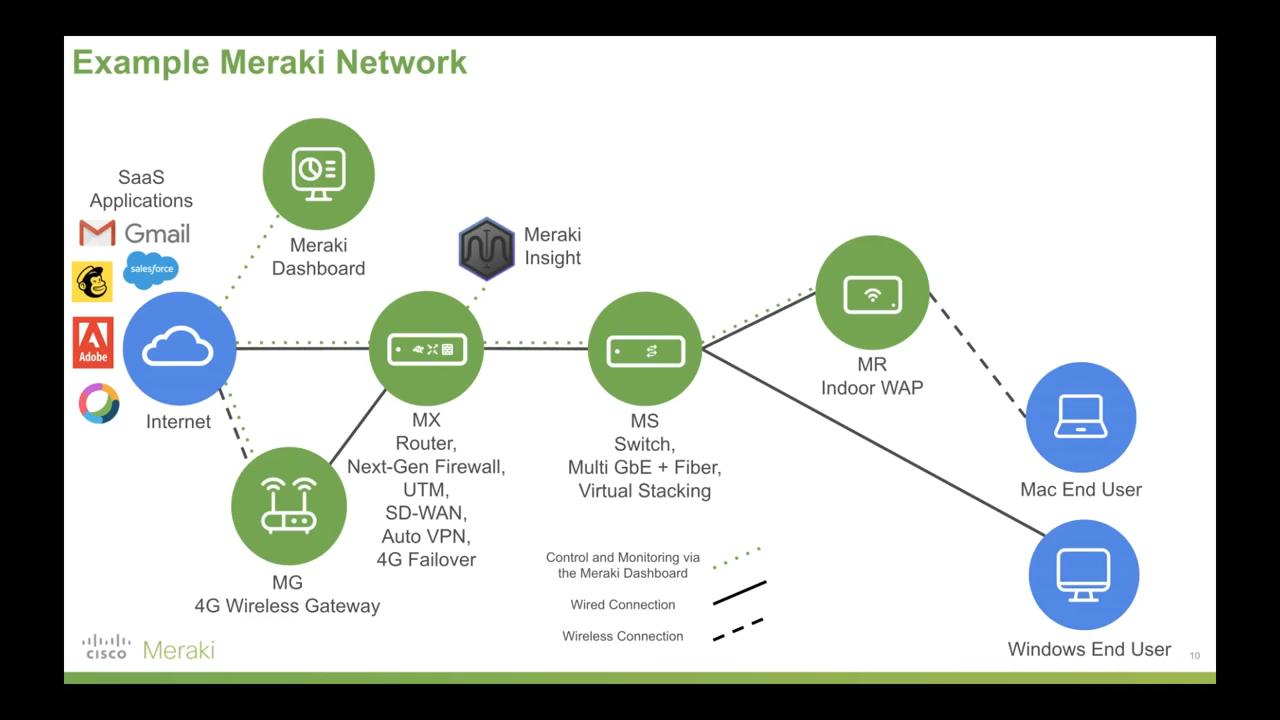 Example Meraki Network
SaaS
Applications
Gmail
salesforce
Adobe
Internet
Meraki
Dashboard
Meraki
Insight
MX
Router,
Next-Gen Firewall,
UTM,
SD-WAN,
Auto VPN,
4G Failover
MG
4G Wireless Gateway
MS
Switch,
Multi GbE + Fiber,
Virtual Stacking
MR
Indoor WAP
Mac End User
Windows End User
Control and Monitoring via
the Meraki Dashboard
Wired Connection
Wireless Connection
CISCO Meraki
10